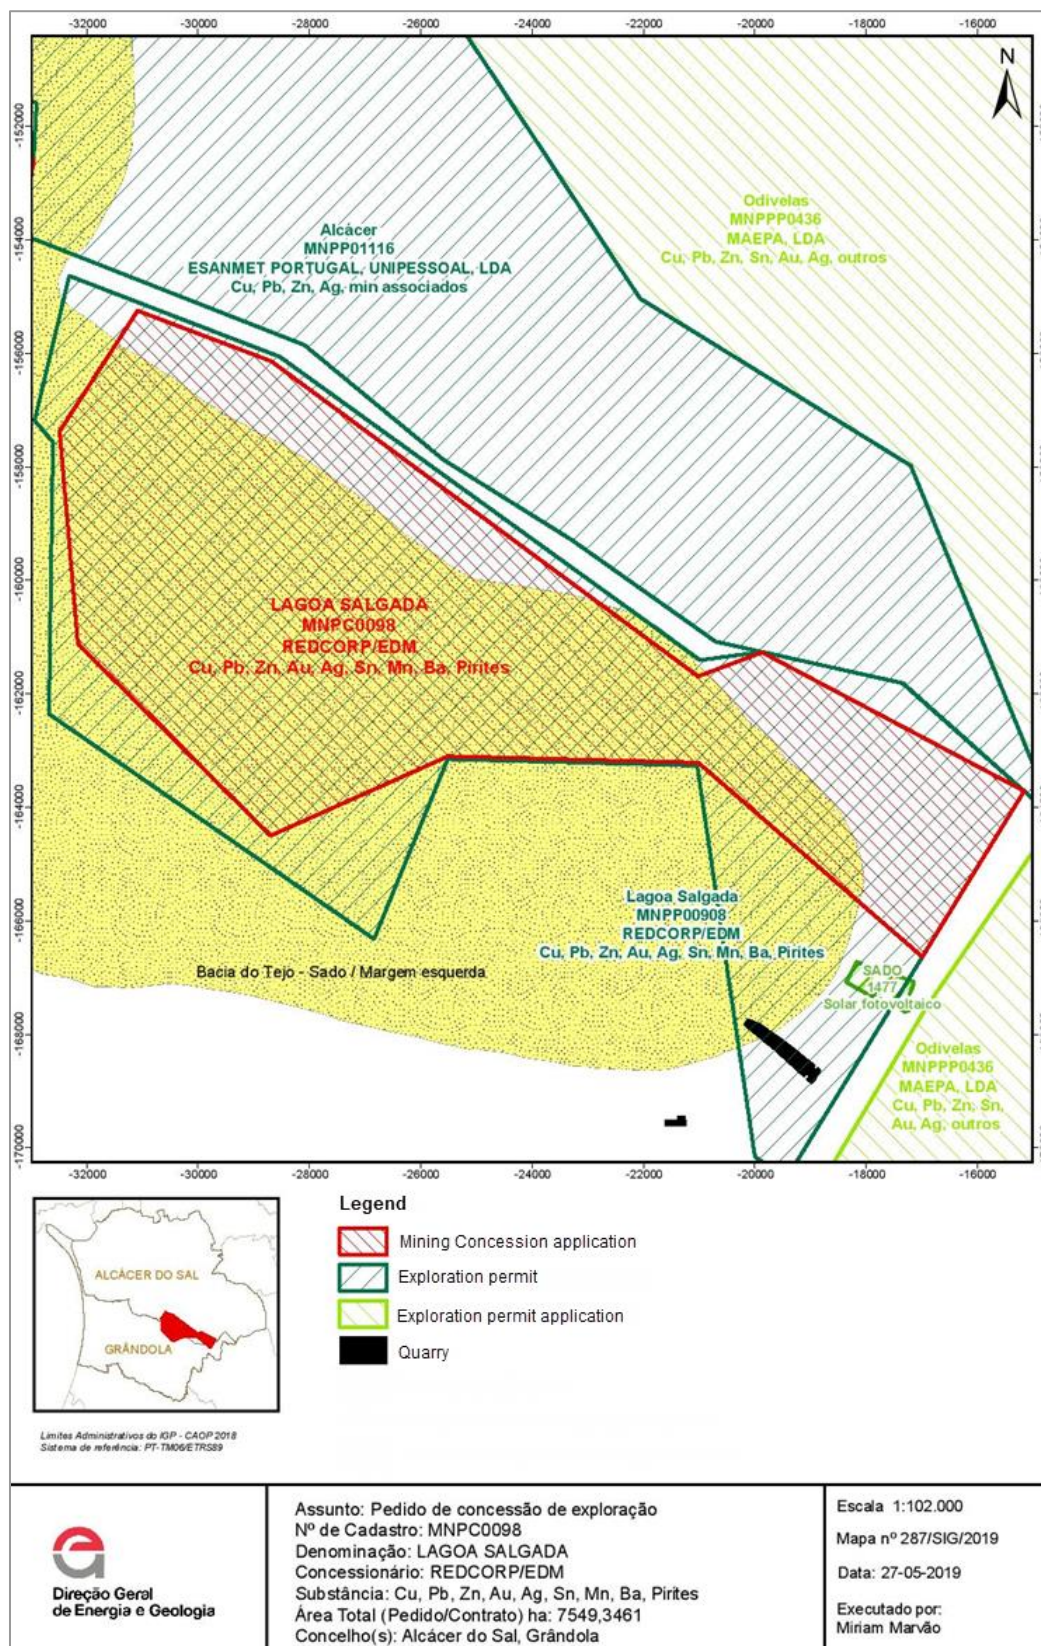 -32000
-30000
-28000
-26000
-24000
-22000
-20000
-18000
-16000
N
-152000
-154000
-156000
-158000
-160000
-162000
-164000
-166000
-168000
-170000
Odivelas
MNPPP0436
MAEPA, LDA
Cu, Pb, Zn, Sn, Au, Ag, outros
Alcácer
MNPP01116
ESANMET PORTUGAL, UNIPESSOAL, LDA
Cu, Pb, Zn, Ag, min associados
LAGOA SALGADA
MNPC0098
REDCORP/EDM
Cu, Pb, Zn, Au, Ag, Sn, Mn, Ba, Pirites
Lagoa Salgada
MNPP00908
REDCORP/EDM
Cu, Pb, Zn, Au, Ag, Sn, Mn, Ba, Pirites
Bacia do Tejo - Sado / Margem esquerda
SADO
1477
Solar fotovoltaico
Odivelas
MNPPP0436
MAEPA, LDA
Cu, Pb, Zn, Sn,
Au, Ag, outros
-32000
-30000
-28000
-26000
-24000
-22000
-20000
-18000
-16000
ALCÁCER DO SAL
GRÂNDOLA
Legend
Mining Concession application
Exploration permit
Exploration permit application
Quarry
Limites Administrativos do IGP - CAOP 2018
Sistema de referência: PT-TM06/ETRS89
Direção Geral
de Energia e Geologia
Assunto: Pedido de concessão de exploração
Nº de Cadastro: MNPC0098
Denominação: LAGOA SALGADA
Concessionário: REDCORP/EDM
Substância: Cu, Pb, Zn, Au, Ag, Sn, Mn, Ba, Pirites
Área Total (Pedido/Contrato) ha: 7549,3461
Concelho(s): Alcácer do Sal, Grândola
Escala 1:102.000
Mapa nº 287/SIG/2019
Data: 27-05-2019
Executado por:
Miriam Marvão